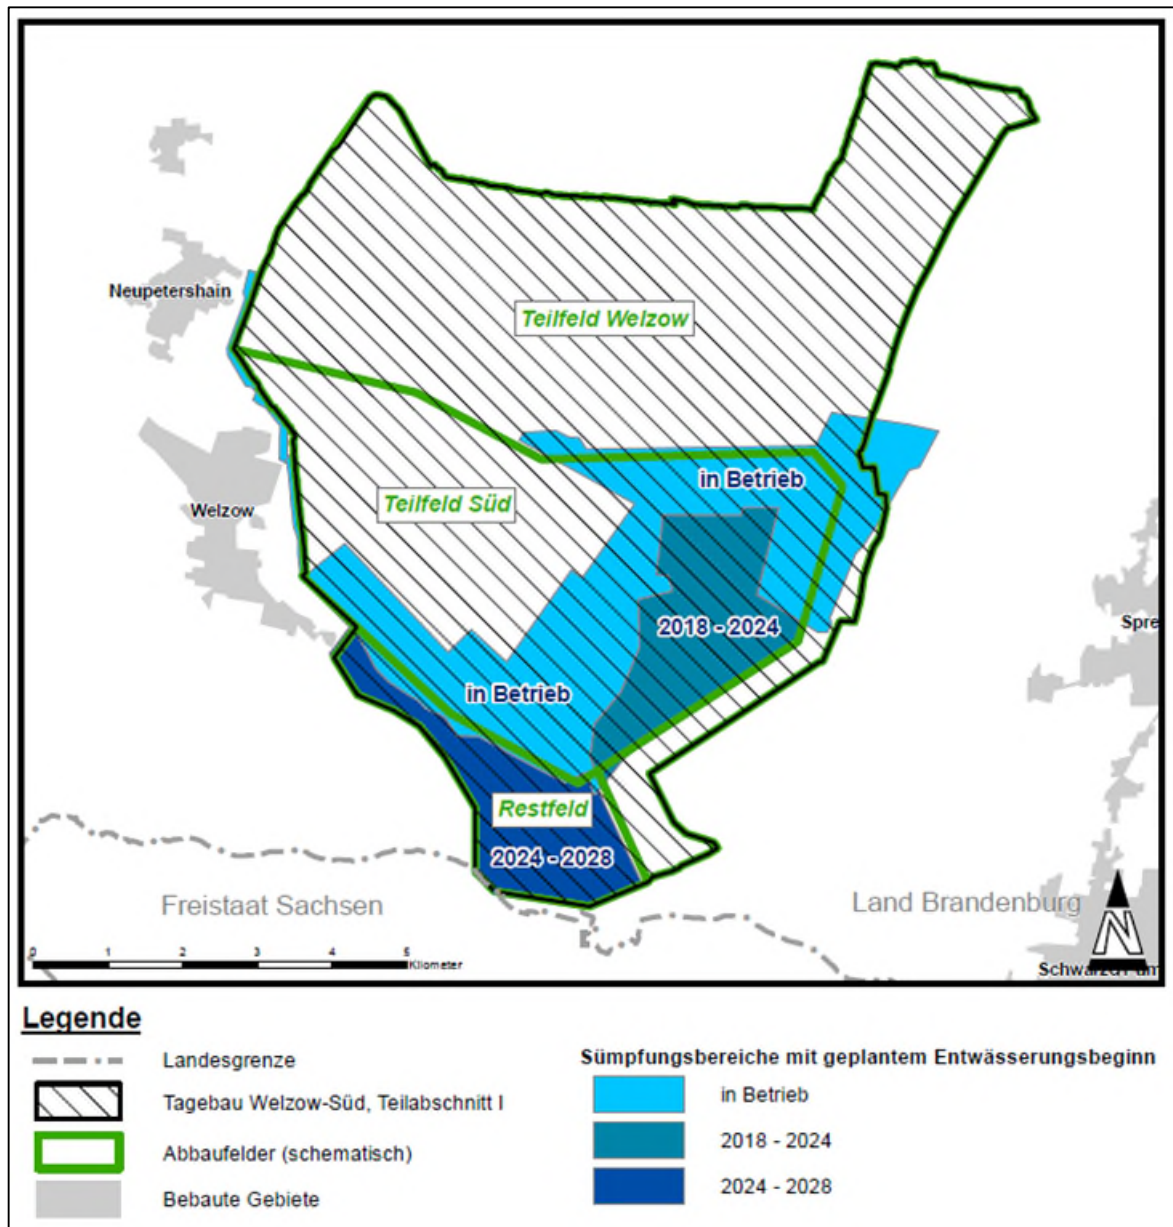 Neupetershain
Teilfeld Welzow
in Betrieb
Teilfeld Süd
Welzow
2018 - 2024
Spre
in Betrieb
Restfeld
2024 - 2028
Freistaat Sachsen
Land Brandenburg
N
0 1 2 3 4 5
Kilometer
Legende
Landesgrenze
Tagebau Welzow-Süd, Teilabschnitt I
Abbaufelder (schematisch)
Bebaute Gebiete
Sümpfungsbereiche mit geplantem Entwässerungsbeginn
in Betrieb
2018 - 2024
2024 - 2028